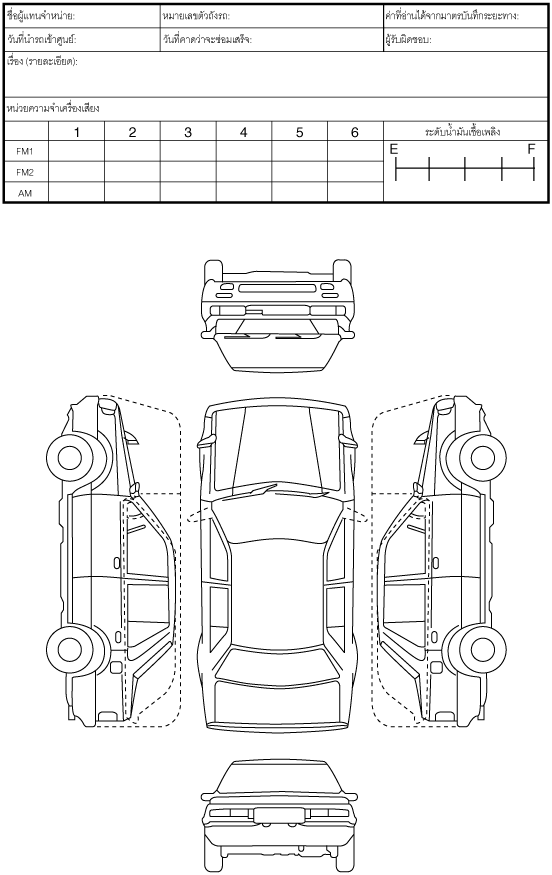 ชื่อผู้แทนจำหน่าย: หมายเลขตัวถังรถ: ค่าที่อ่านได้จากมาตรบันทึกระยะทาง:
วันที่นำรถเข้าศูนย์: วันที่คาดว่าจะซ่อมเสร็จ: ผู้รับผิดชอบ:
เรื่อง (รายละเอียด):
หน่วยความจำเครื่องเสียง
1 2 3 4 5 6 ระดับน้ำมันเชื้อเพลิง
FM1 E F
FM2
AM